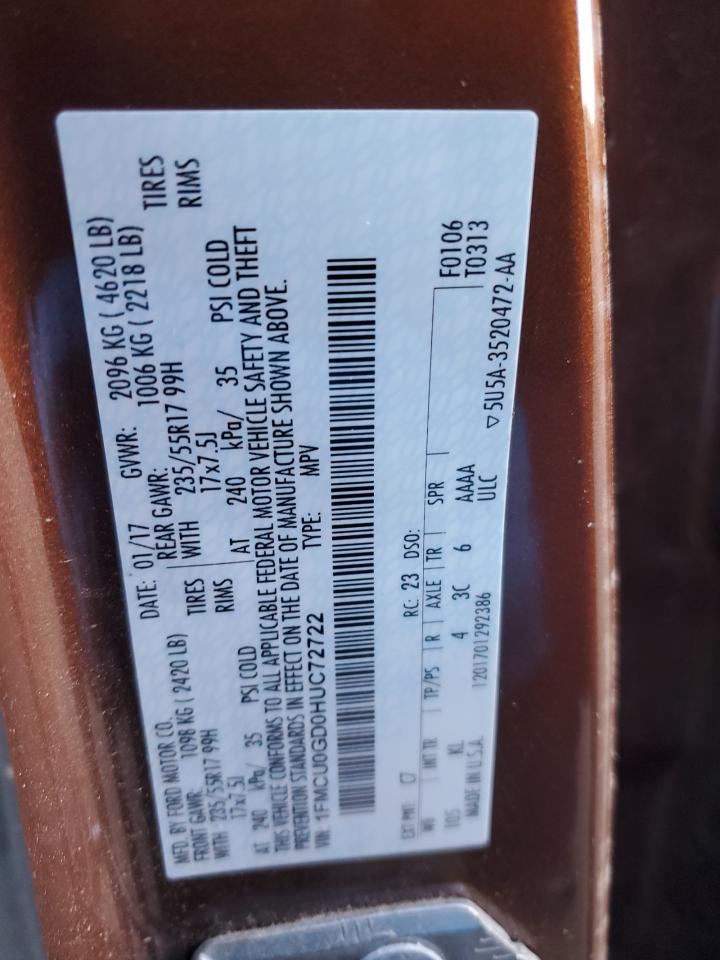 MFD. BY FORD MOTOR CO.
DATE: 01/17 GVWR: 2096 KG ( 4620 LB)
FRONT GAWR: 1098 KG ( 2420 LB) REAR GAWR: 1006 KG ( 2218 LB)
WITH 235/55R17 99H TIRES WITH 235/55R17 99H TIRES
17x7.5J RIMS 17x7.5J RIMS
AT 240 kPa/ 35 PSI COLD AT 240 kPa/ 35 PSI COLD
THIS VEHICLE CONFORMS TO ALL APPLICABLE FEDERAL MOTOR VEHICLE SAFETY AND THEFT
PREVENTION STANDARDS IN EFFECT ON THE DATE OF MANUFACTURE SHOWN ABOVE.
VIN: 1FMCU0GD0HUC72722 TYPE: MPV
EXT PNT: C7 RC: 23 DSO:
WB INT TR TP/PS R AXLE TR SPR F0106
T0313
105 KL 4 3C 6 AAAA
ULC
MADE IN U.S.A. 1201701292386
▽5U5A-3520472-AA